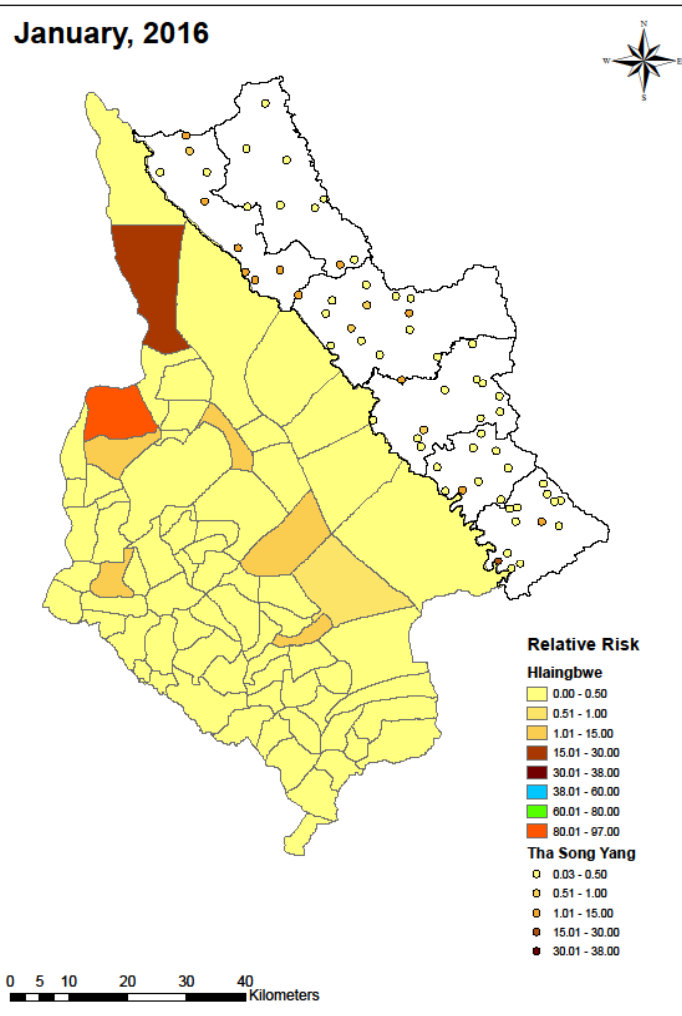 January, 2016
N
W
E
S
Relative Risk
Hlaingbwe
0.00 - 0.50
0.51 - 1.00
1.01 - 15.00
15.01 - 30.00
30.01 - 38.00
38.01 - 60.00
60.01 - 80.00
80.01 - 97.00
Tha Song Yang
0.03 - 0.50
0.51 - 1.00
1.01 - 15.00
15.01 - 30.00
30.01 - 38.00
0 5 10 20 30 40
Kilometers